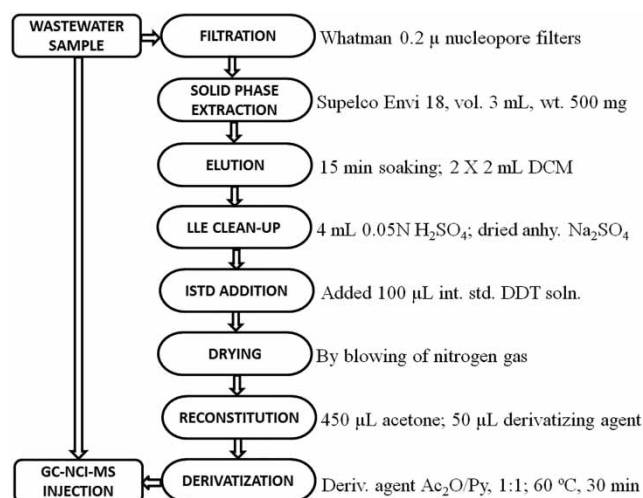 WASTEWATER
SAMPLE
FILTRATION
Whatman 0.2 µ nucleopore filters
SOLID PHASE
EXTRACTION
Supelco Envi 18, vol. 3 mL, wt. 500 mg
ELUTION
15 min soaking; 2 X 2 mL DCM
LLE CLEAN-UP
4 mL 0.05N H₂SO₄; dried anhy. Na₂SO₄
ISTD ADDITION
Added 100 µL int. std. DDT soln.
DRYING
By blowing of nitrogen gas
RECONSTITUTION
450 µL acetone; 50 µL derivatizing agent
GC-NCI-MS
INJECTION
DERIVATIZATION
Deriv. agent Ac₂O/Py, 1:1; 60 ºC, 30 min